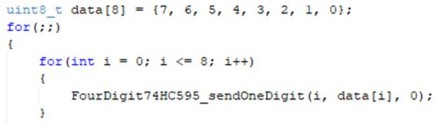 uint8_t data[8] = {7, 6, 5, 4, 3, 2, 1, 0};
for(;;)
{
    for(int i = 0; i <= 8; i++)
    {
        FourDigit74HC595_sendOneDigit(i, data[i], 0);
    }